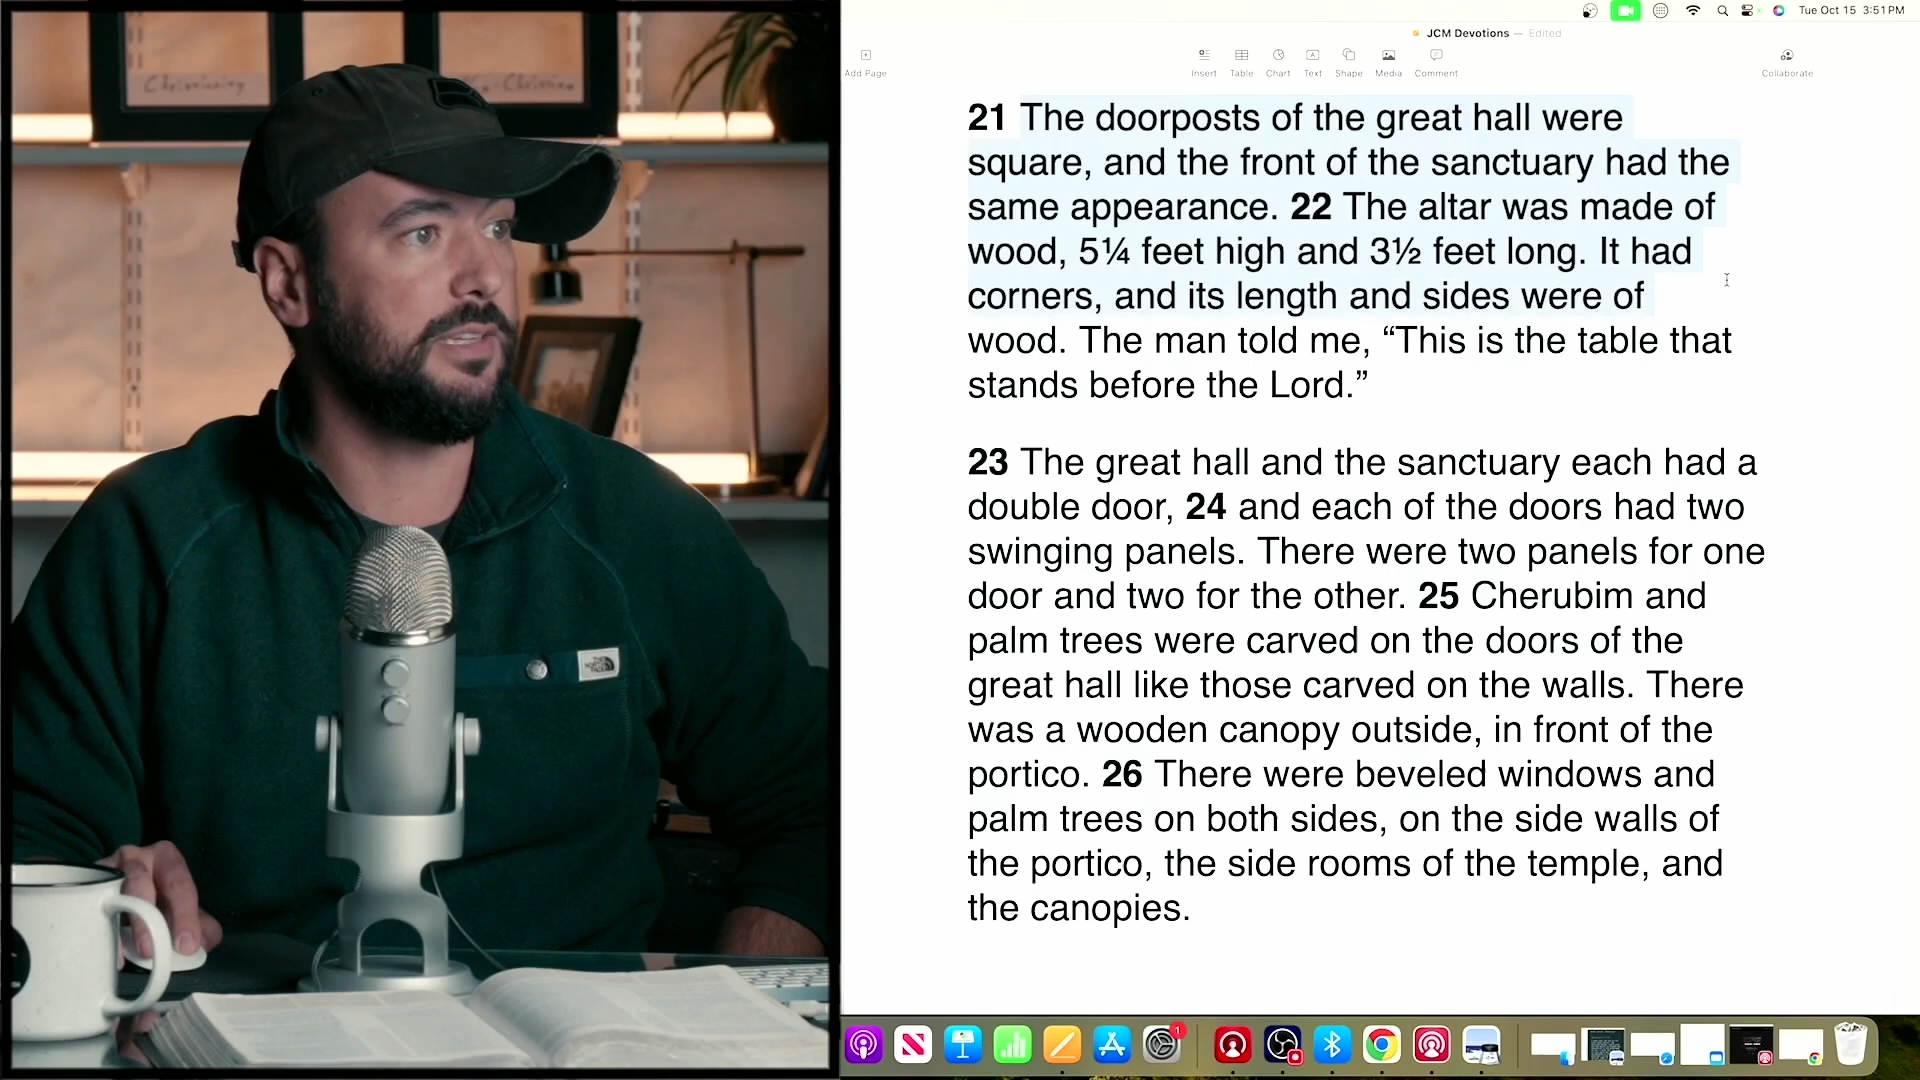 Tue Oct 15 3:51 PM
JCM Devotions — Edited
Add Page
Insert Table Chart Text Shape Media Comment
Collaborate
21 The doorposts of the great hall were
square, and the front of the sanctuary had the
same appearance. 22 The altar was made of
wood, 5¼ feet high and 3½ feet long. It had
corners, and its length and sides were of
wood. The man told me, “This is the table that
stands before the Lord.”
23 The great hall and the sanctuary each had a
double door, 24 and each of the doors had two
swinging panels. There were two panels for one
door and two for the other. 25 Cherubim and
palm trees were carved on the doors of the
great hall like those carved on the walls. There
was a wooden canopy outside, in front of the
portico. 26 There were beveled windows and
palm trees on both sides, on the side walls of
the portico, the side rooms of the temple, and
the canopies.
THE
NORTH
FACE
1